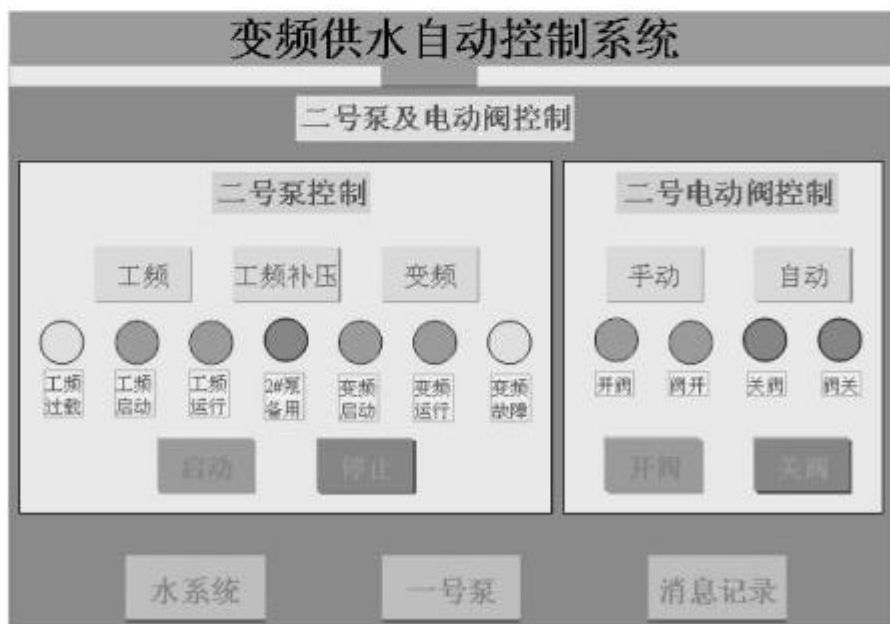 变频供水自动控制系统
二号泵及电动阀控制
二号泵控制
工频 工频补压 变频
工频过载
工频启动
工频运行
2#泵备用
变频启动
变频运行
变频故障
启动 停止
二号电动阀控制
手动 自动
开阀 阀开 关阀 阀关
开阀 关阀
水系统 一号泵 消息记录